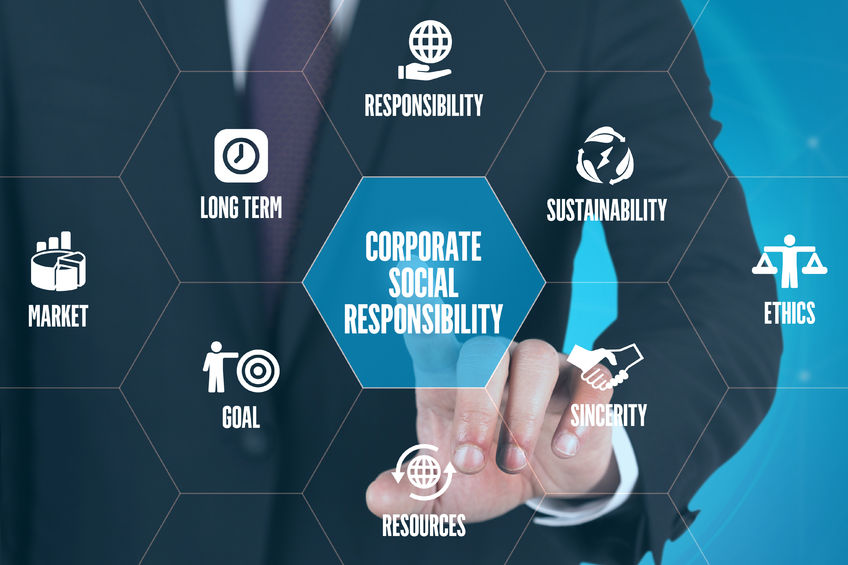 RESPONSIBILITY
LONG TERM
SUSTAINABILITY
CORPORATE
SOCIAL
RESPONSIBILITY
MARKET
ETHICS
GOAL
SINCERITY
RESOURCES